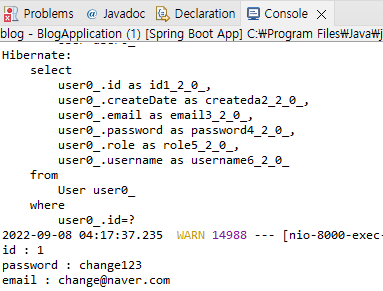 Problems @ Javadoc Declaration Console
blog - BlogApplication (1) [Spring Boot App] C:₩Program Files₩Java₩j
Hibernate:
select
user0_.id as id1_2_0_,
user0_.createDate as createda2_2_0_,
user0_.email as email3_2_0_,
user0_.password as password4_2_0_,
user0_.role as role5_2_0_,
user0_.username as username6_2_0_
from
User user0_
where
user0_.id=?
2022-09-08 04:17:37.235 WARN 14988 --- [nio-8000-exec-
id : 1
password : change123
email : change@naver.com